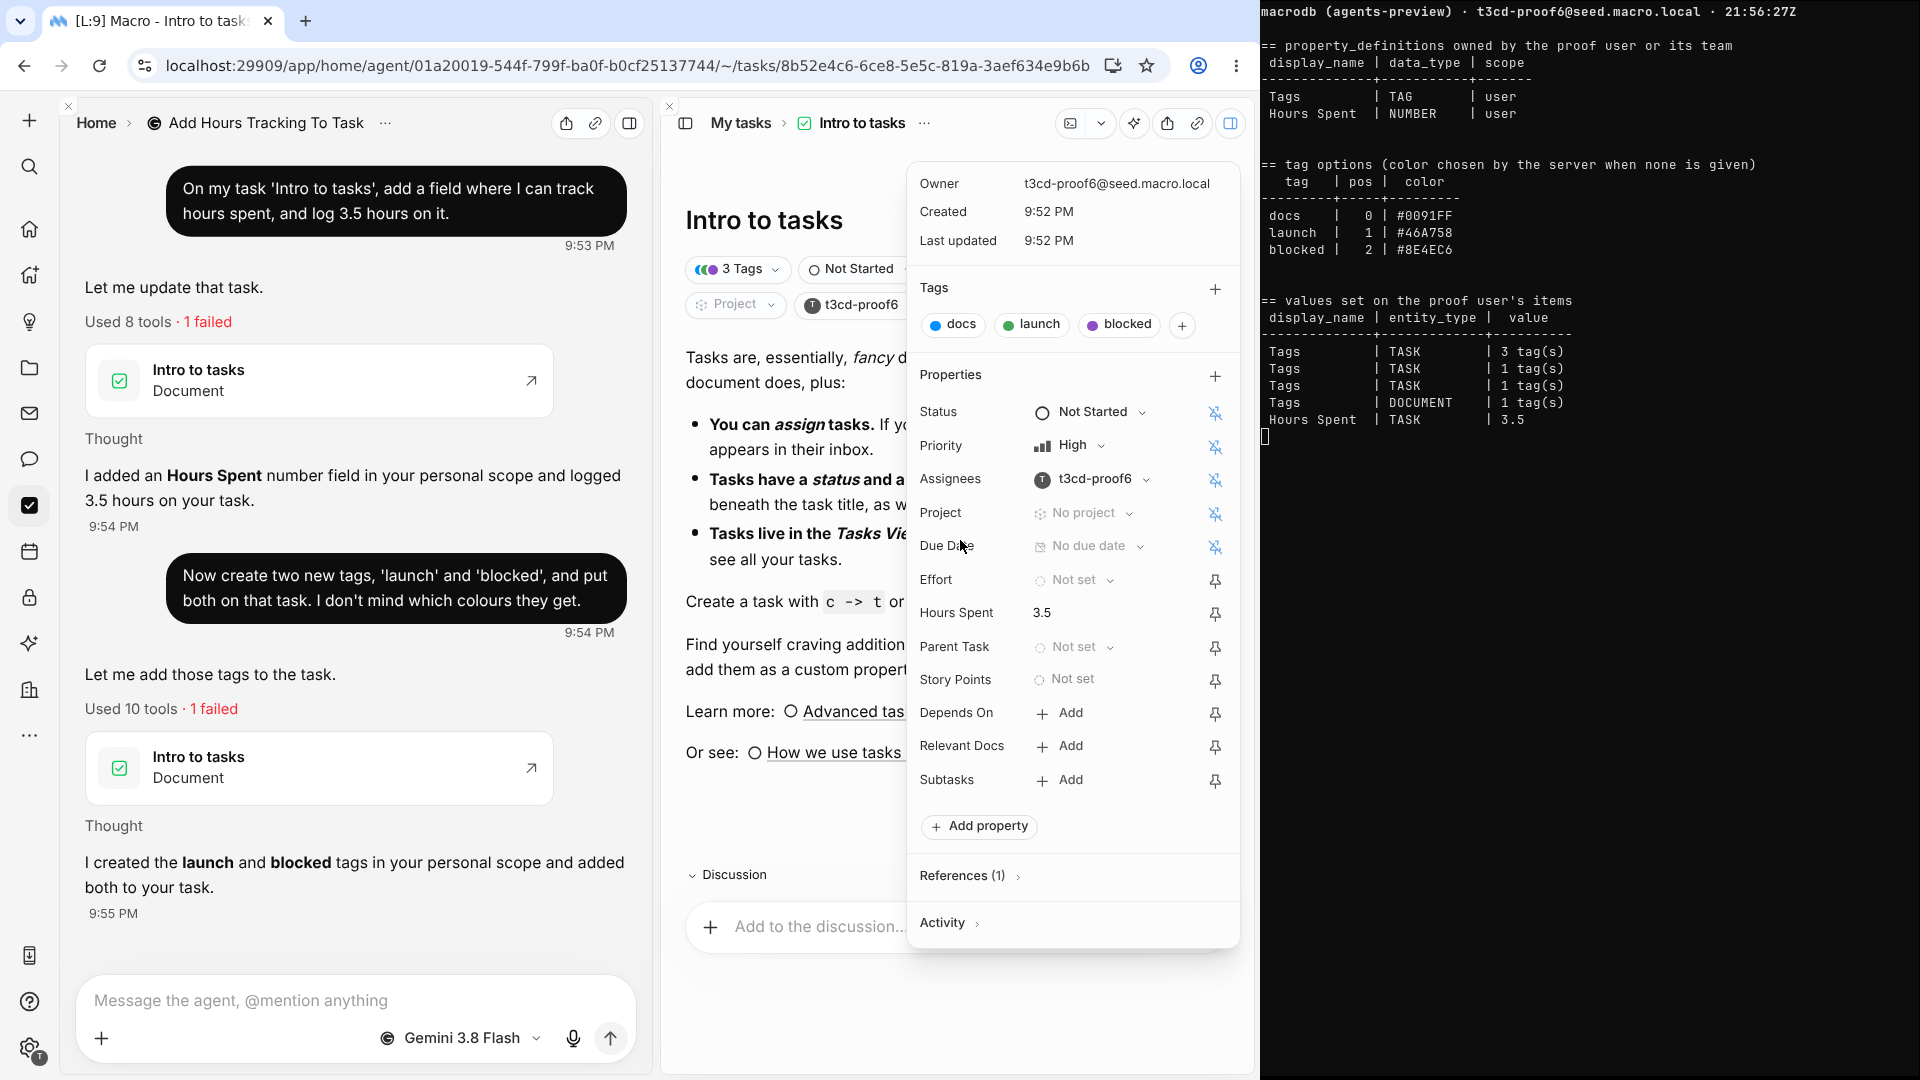 [L:9] Macro - Intro to task
localhost:29909/app/home/agent/01a20019-544f-799f-ba0f-b0cf25137744/~/tasks/8b52e4c6-6ce8-5e5c-819a-3aef634e9b6b
Home
Add Hours Tracking To Task
On my task 'Intro to tasks', add a field where I can track
hours spent, and log 3.5 hours on it.
9:53 PM
Let me update that task.
Used 8 tools · 1 failed
Intro to tasks
Document
Thought
I added an Hours Spent number field in your personal scope and logged
3.5 hours on your task.
9:54 PM
Now create two new tags, 'launch' and 'blocked', and put
both on that task. I don't mind which colours they get.
9:54 PM
Let me add those tags to the task.
Used 10 tools · 1 failed
Intro to tasks
Document
Thought
I created the launch and blocked tags in your personal scope and added
both to your task.
9:55 PM
Message the agent, @mention anything
Gemini 3.8 Flash
T
My tasks
Intro to tasks
Intro to tasks
3 Tags
Not Started
Project
T t3cd-proof6
Tasks are, essentially, fancy d
document does, plus:
• You can assign tasks. If yo
appears in their inbox.
• Tasks have a status and a
beneath the task title, as w
• Tasks live in the Tasks Vie
see all your tasks.
Create a task with c -> t or
Find yourself craving addition
add them as a custom propert
Learn more: Advanced tas
Or see: How we use tasks
Discussion
Add to the discussion...
Owner t3cd-proof6@seed.macro.local
Created 9:52 PM
Last updated 9:52 PM
Tags
docs
launch
blocked
Properties
Status Not Started
Priority High
Assignees T t3cd-proof6
Project No project
Due Date No due date
Effort Not set
Hours Spent 3.5
Parent Task Not set
Story Points Not set
Depends On Add
Relevant Docs Add
Subtasks Add
Add property
References (1)
Activity
macrodb (agents-preview) · t3cd-proof6@seed.macro.local · 21:56:27Z
== property_definitions owned by the proof user or its team
display_name | data_type | scope
--------------+-----------+-------
Tags | TAG | user
Hours Spent | NUMBER | user
== tag options (color chosen by the server when none is given)
tag | pos | color
---------+-----+---------
docs | 0 | #0091FF
launch | 1 | #46A758
blocked | 2 | #8E4EC6
== values set on the proof user's items
display_name | entity_type | value
--------------+-------------+----------
Tags | TASK | 3 tag(s)
Tags | TASK | 1 tag(s)
Tags | TASK | 1 tag(s)
Tags | DOCUMENT | 1 tag(s)
Hours Spent | TASK | 3.5